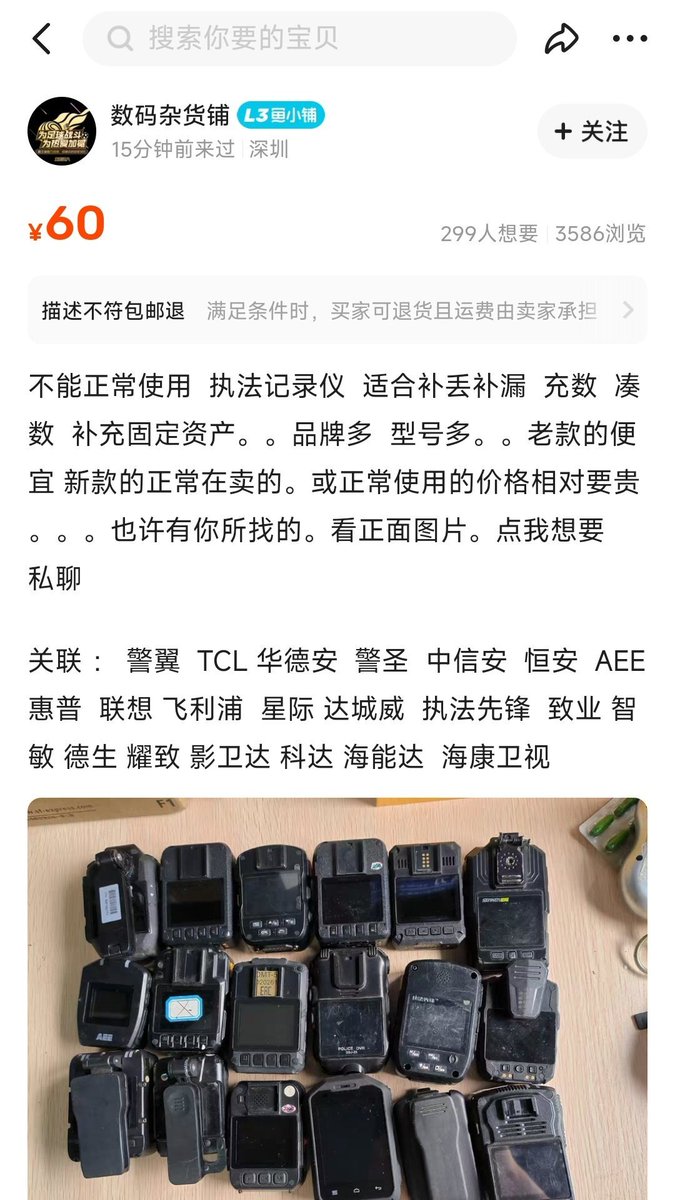 搜索你要的宝贝
为足球战斗
为热爱加葡
数码杂货铺 L3鱼小铺
15分钟前来过 深圳
+ 关注
¥60
299人想要 3586浏览
描述不符包邮退 满足条件时，买家可退货且运费由卖家承担
不能正常使用 执法记录仪 适合补丢补漏 充数 凑
数 补充固定资产。。品牌多 型号多。。老款的便
宜 新款的正常在卖的。或正常使用的价格相对要贵
。。。也许有你所找的。看正面图片。点我想要
私聊
关联： 警翼 TCL 华德安 警圣 中信安 恒安 AEE
惠普 联想 飞利浦 星际 达城威 执法先锋 致业 智
敏 德生 耀致 影卫达 科达 海能达 海康卫视
F1
AEE
POLICE DVR